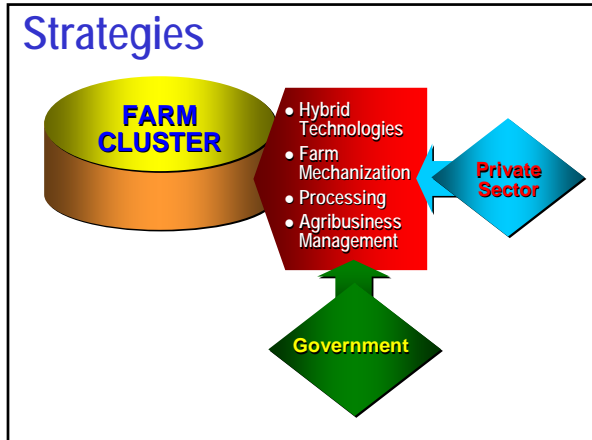 Strategies
FARM
CLUSTER
● Hybrid
Technologies
● Farm
Mechanization
● Processing
● Agribusiness
Management
Private
Sector
Government